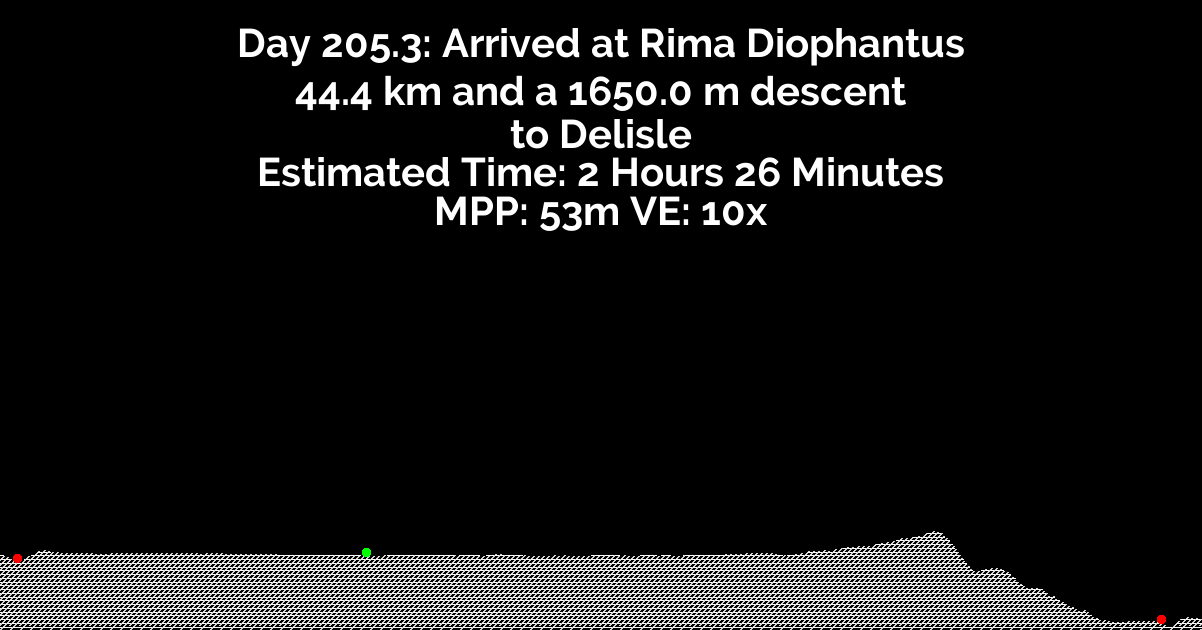 Day 205.3: Arrived at Rima Diophantus
44.4 km and a 1650.0 m descent
to Delisle
Estimated Time: 2 Hours 26 Minutes
MPP: 53m VE: 10x